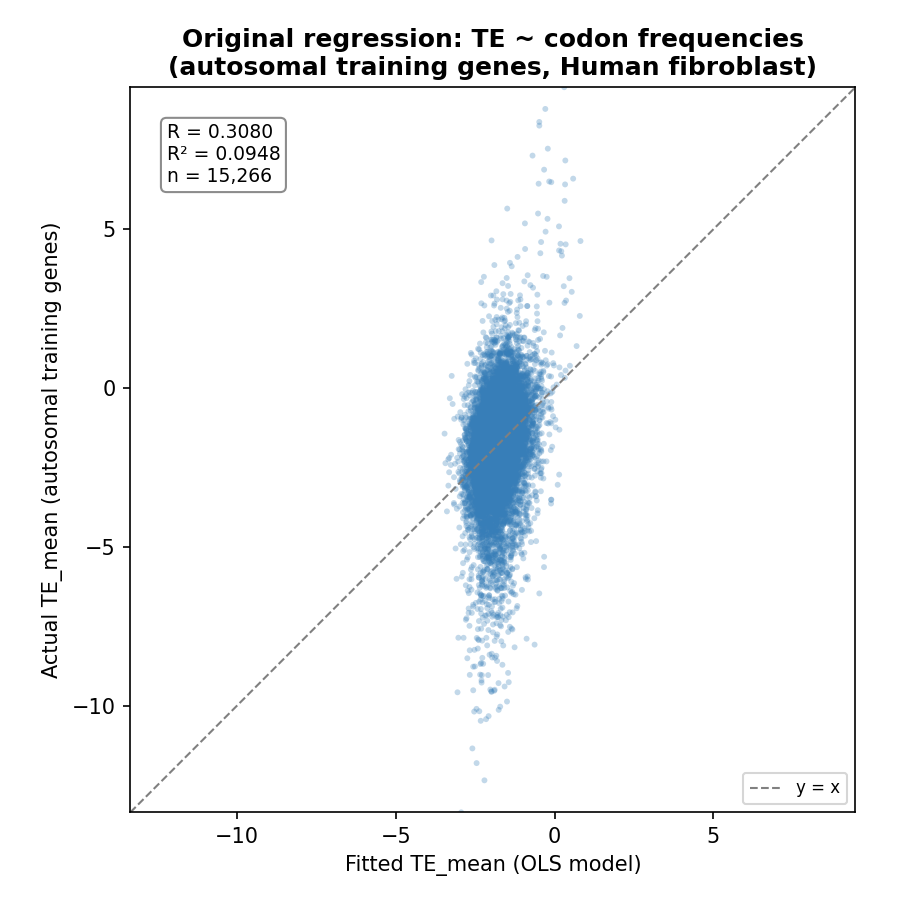 Original regression: TE ~ codon frequencies
(autosomal training genes, Human fibroblast)
R = 0.3080
R² = 0.0948
n = 15,266
Actual TE_mean (autosomal training genes)
5
0
−5
−10
y = x
−10
−5
0
5
Fitted TE_mean (OLS model)